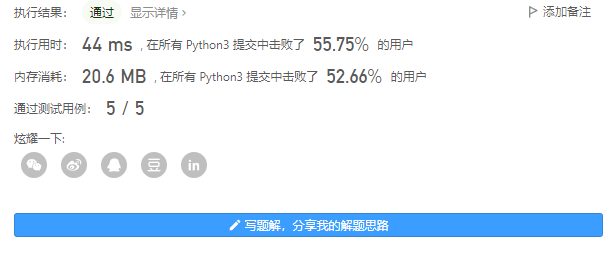 执行结果： 通过 显示详情 > 添加备注
执行用时： 44 ms , 在所有 Python3 提交中击败了 55.75% 的用户
内存消耗： 20.6 MB , 在所有 Python3 提交中击败了 52.66% 的用户
通过测试用例： 5 / 5
炫耀一下:
豆 in
写题解，分享我的解题思路